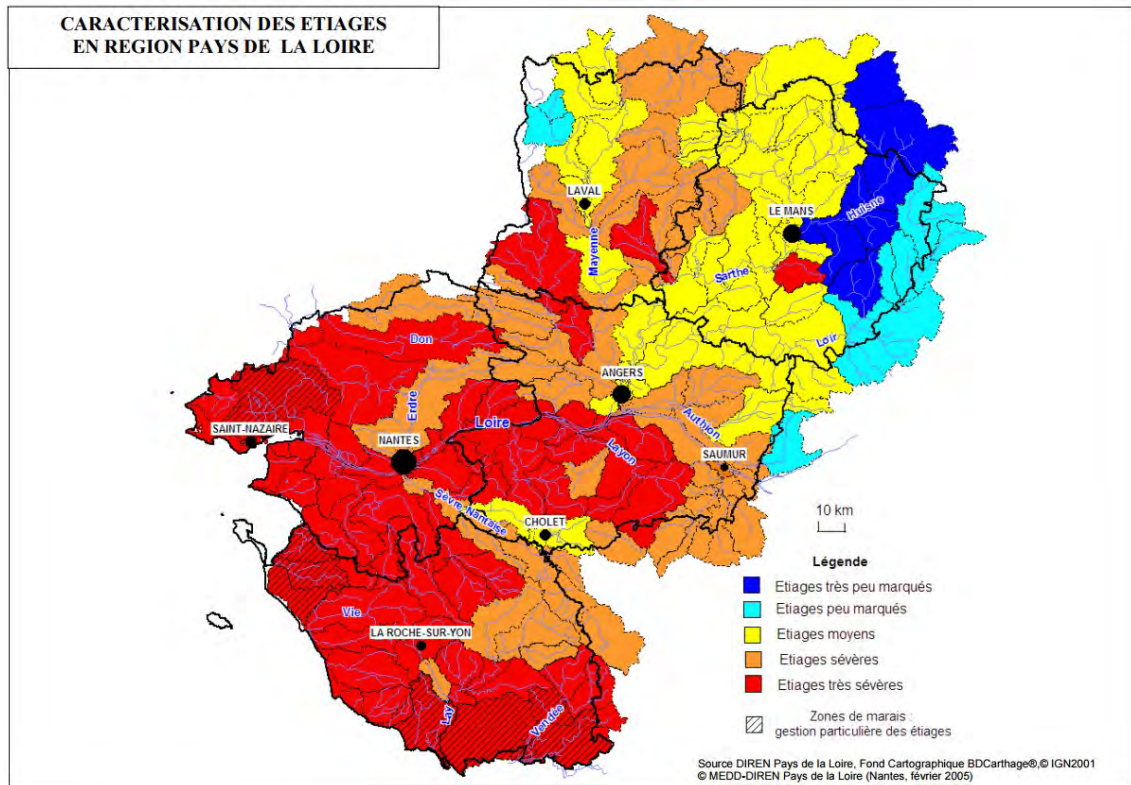 CARACTERISATION DES ETIAGES
EN REGION PAYS DE LA LOIRE
LAVAL
LE MANS
Huisne
Mayenne
Sarthe
Loir
Don
ANGERS
Erdre
Loire
Authion
SAINT-NAZAIRE
NANTES
Layon
SAUMUR
Sèvre Nantaise
CHOLET
10 km
Légende
Etiages très peu marqués
Etiages peu marqués
Vie
Etiages moyens
LA ROCHE-SUR-YON
Etiages sévères
Etiages très sévères
Lay
Vendée
Zones de marais :
gestion particulière des étiages
Source DIREN Pays de la Loire, Fond Cartographique BDCarthage®,© IGN2001
© MEDD-DIREN Pays de la Loire (Nantes, février 2005)